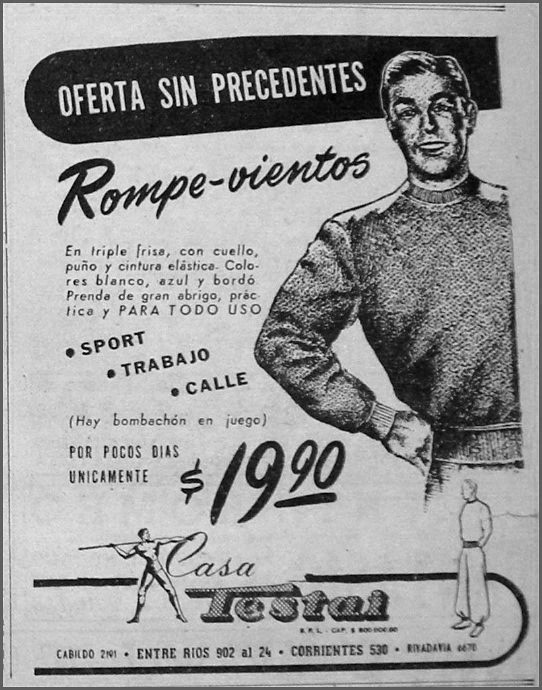 OFERTA SIN PRECEDENTES
Rompe-vientos
En triple frisa, con cuello,
puño y cintura elástica. Colo-
res blanco, azul y bordó
Prenda de gran abrigo, prác-
tica y PARA TODO USO
• SPORT
• TRABAJO
• CALLE
(Hay bombachón en juego)
POR POCOS DIAS
UNICAMENTE
$ 19.90
Casa
Testai
S. R. L. - CAP. $ 800.000.00
CABILDO 2191 • ENTRE RIOS 902 al 24 • CORRIENTES 530 • RIVADAVIA 6670